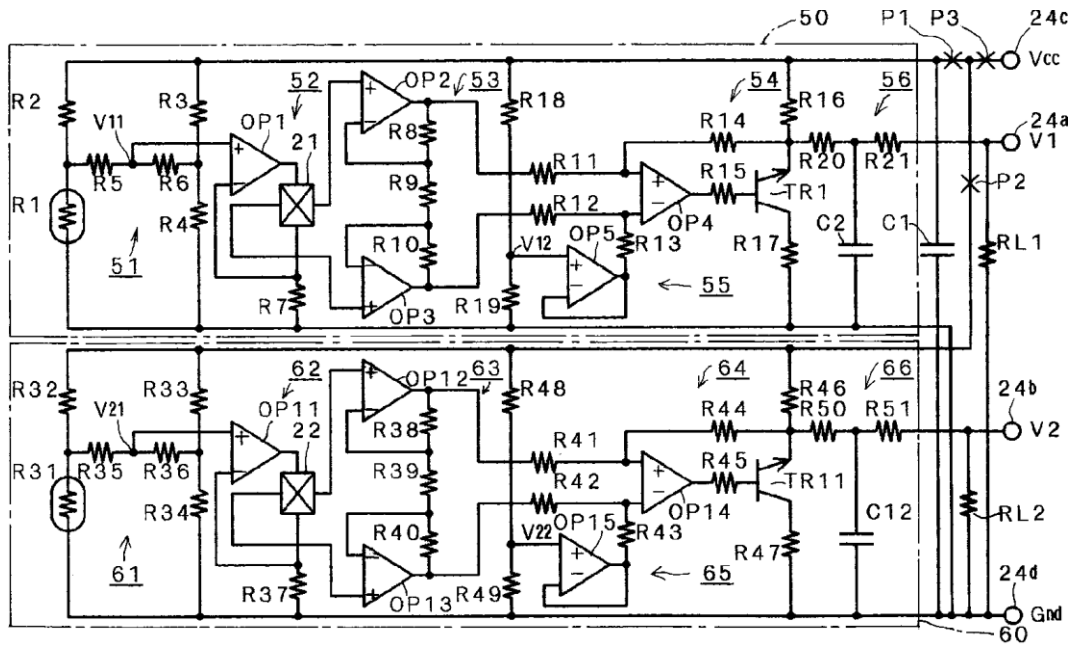 50 P1 P3 24c
Vcc
R2 R3 52 OP2 53 R18 54 R16 56 24a
V11 OP1 21 R8 R14 V1
R5 R6 R9 R11 R15 R20 R21
R1 R4 R12 TR1 P2
R10 OP4 C2 C1
51 V12 OP5 R13 R17 RL1
R7 OP3 R19 55
R32 R33 62 OP12 63 R48 64 R46 66 24b
V21 OP11 22 R38 R44 R50 R51 V2
R35 R36 R39 R41 R45
R31 R34 R42 OP14 TR11
R40 V22 OP15 R43 C12 RL2
61 R47
R37 OP13 R49 65 24d
Gnd
60